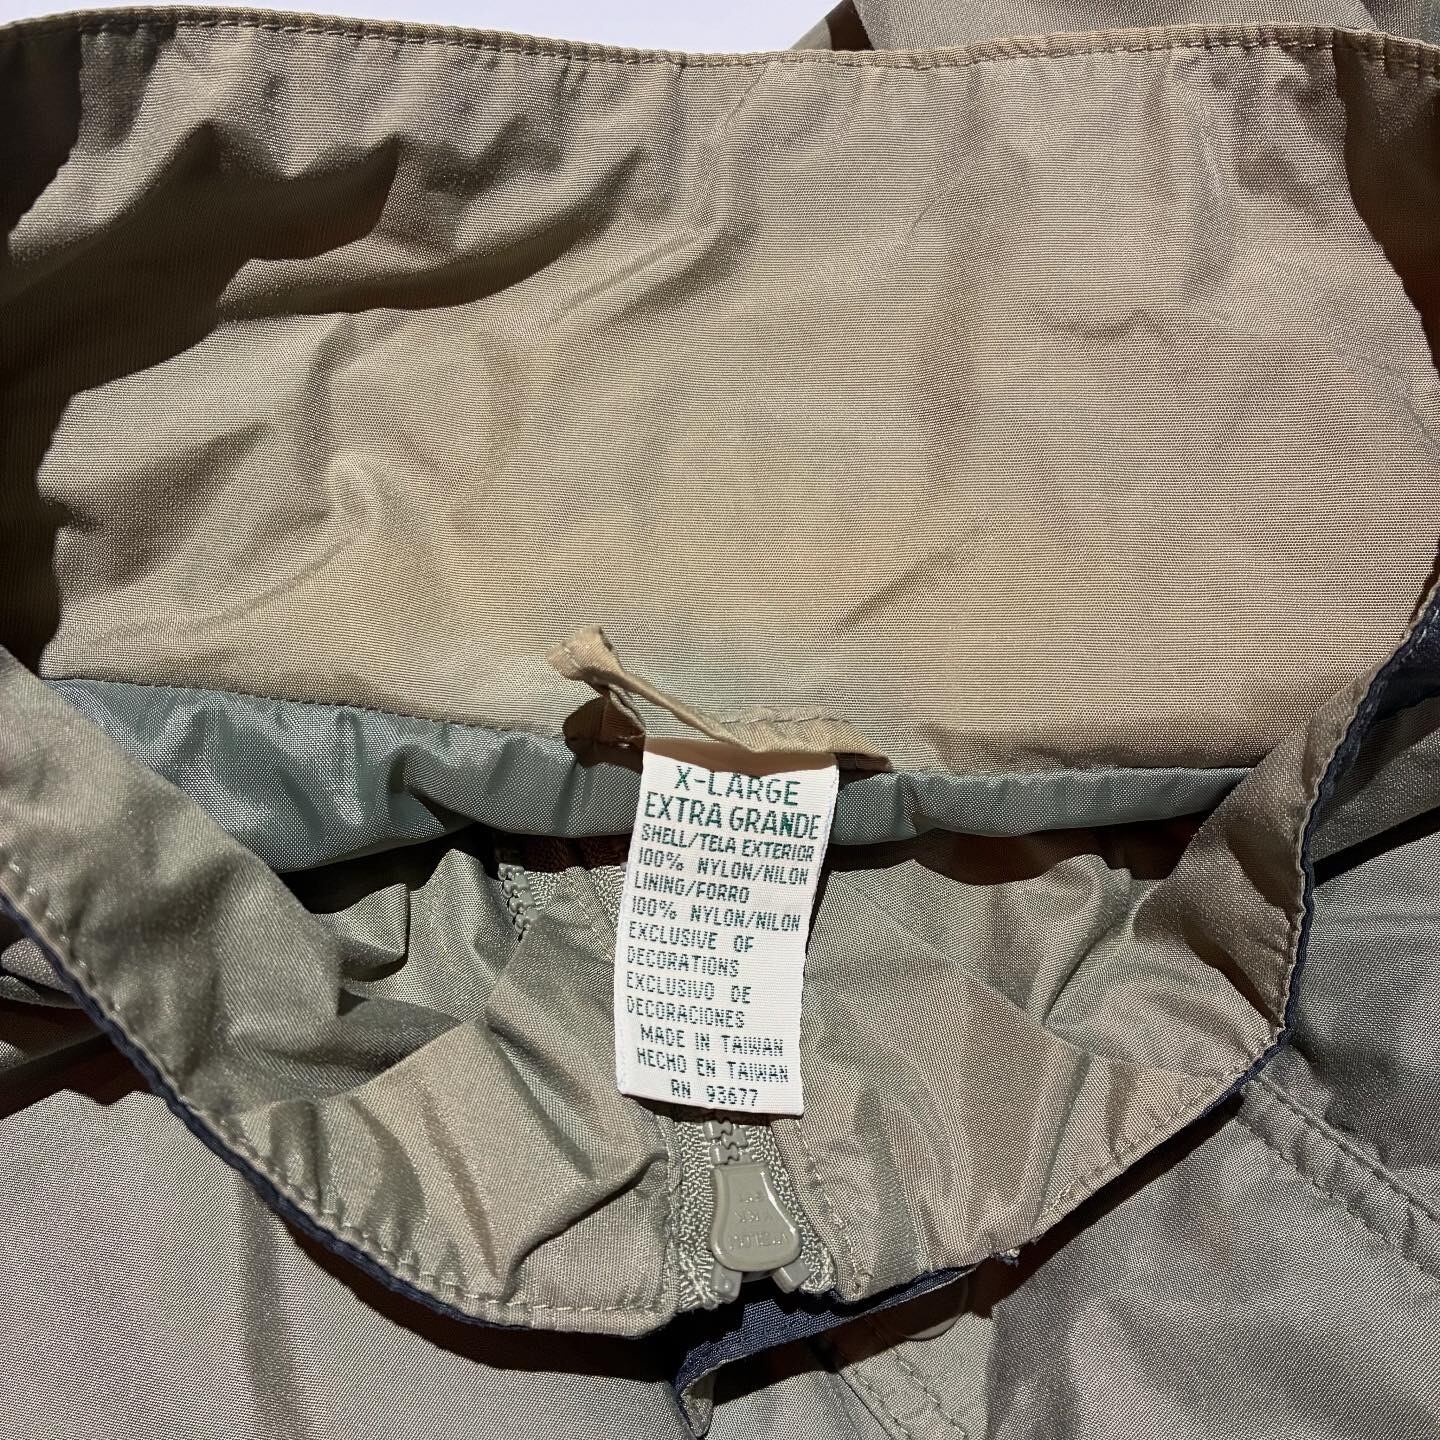 X-LARGE
EXTRA GRANDE
SHELL/TELA EXTERIOR
100% NYLON/NILON
LINING/FORRO
100% NYLON/NILON
EXCLUSIVE OF
DECORATIONS
EXCLUSIVO DE
DECORACIONES
MADE IN TAIWAN
HECHO EN TAIWAN
RN 93677